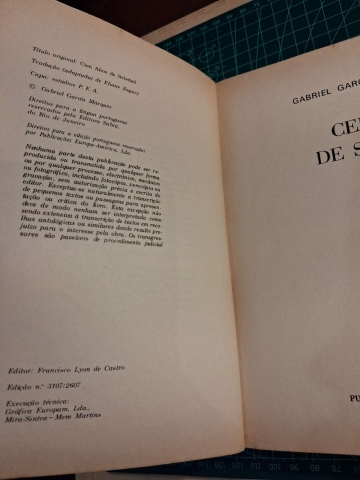 Título original: Cien Años de Soledad
Tradução (adaptada) de Eliane Zagury
Capa: estúdios P. E. A.
© Gabriel García Márquez
Direitos para a língua portuguesa
reservados pela Editora Sabiá,
do Rio de Janeiro
Direitos para a edição portuguesa reservados
por Publicações Europa-América, Lda.
Nenhuma parte desta publicação pode ser re-
produzida ou transmitida por qualquer forma
ou por qualquer processo, electrónico, mecânico
ou fotográfico, incluindo fotocópia, xerocópia ou
gravação, sem autorização prévia e escrita do
editor. Exceptua-se naturalmente a transcrição
de pequenos textos ou passagens para apresen-
tação ou crítica do livro. Esta excepção não
deve de modo nenhum ser interpretada como
sendo extensiva à transcrição de textos em reco-
lhas antológicas ou similares donde resulte pre-
juízo para o interesse pela obra. Os transgres-
sores são passíveis de procedimento judicial
Editor: Francisco Lyon de Castro
Edição n.º 3107/2607
Execução técnica:
Gráfica Europam, Lda.,
Mira-Sintra — Mem Martins
GABRIEL GARC
CE
DE S
PU